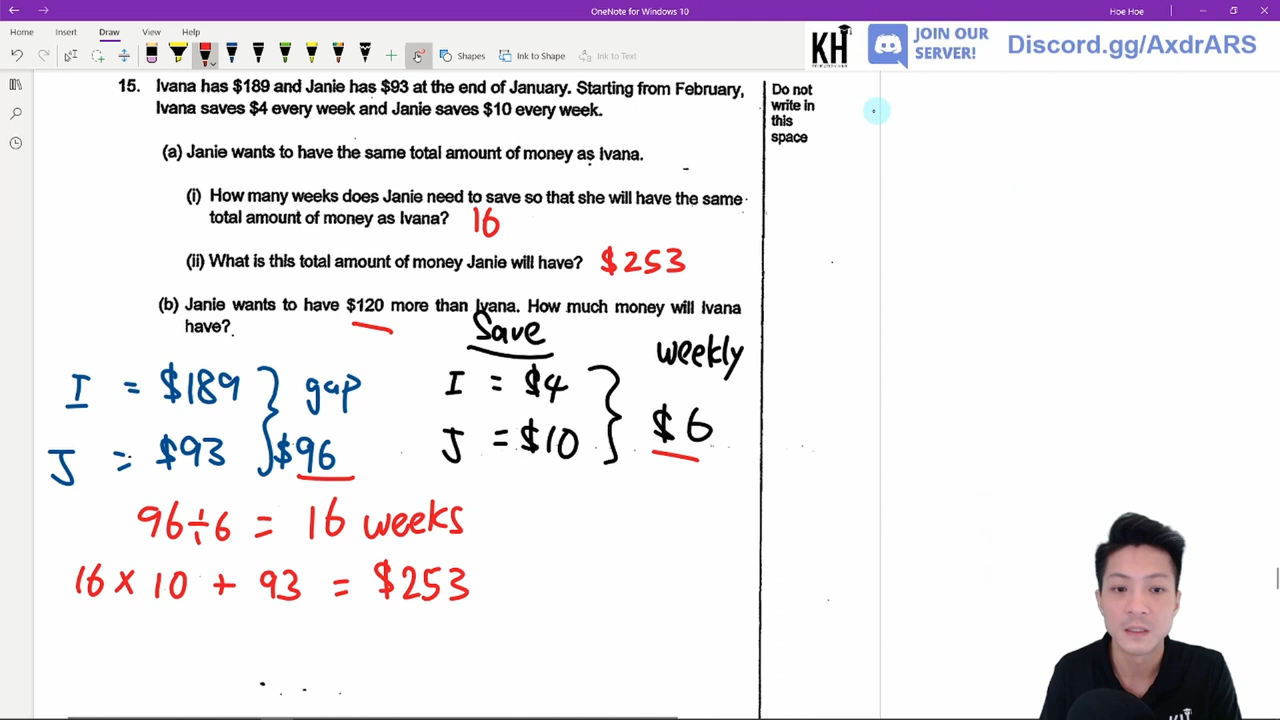 OneNote for Windows 10
Hoe Hoe
Home Insert Draw View Help
Shapes
Ink to Shape
Ink to Text
KH
JOIN OUR
SERVER!
Discord.gg/AxdrARS
15. Ivana has $189 and Janie has $93 at the end of January. Starting from February,
Ivana saves $4 every week and Janie saves $10 every week.
Do not
write in
this
space
(a) Janie wants to have the same total amount of money as Ivana.
(i) How many weeks does Janie need to save so that she will have the same
total amount of money as Ivana? 16
(ii) What is this total amount of money Janie will have? $253
(b) Janie wants to have $120 more than Ivana. How much money will Ivana
have?
Save
weekly
I = $189 } gap
J = $93 } $96
I = $4
J = $10 } $6
96÷6 = 16 weeks
16 × 10 + 93 = $253
KH